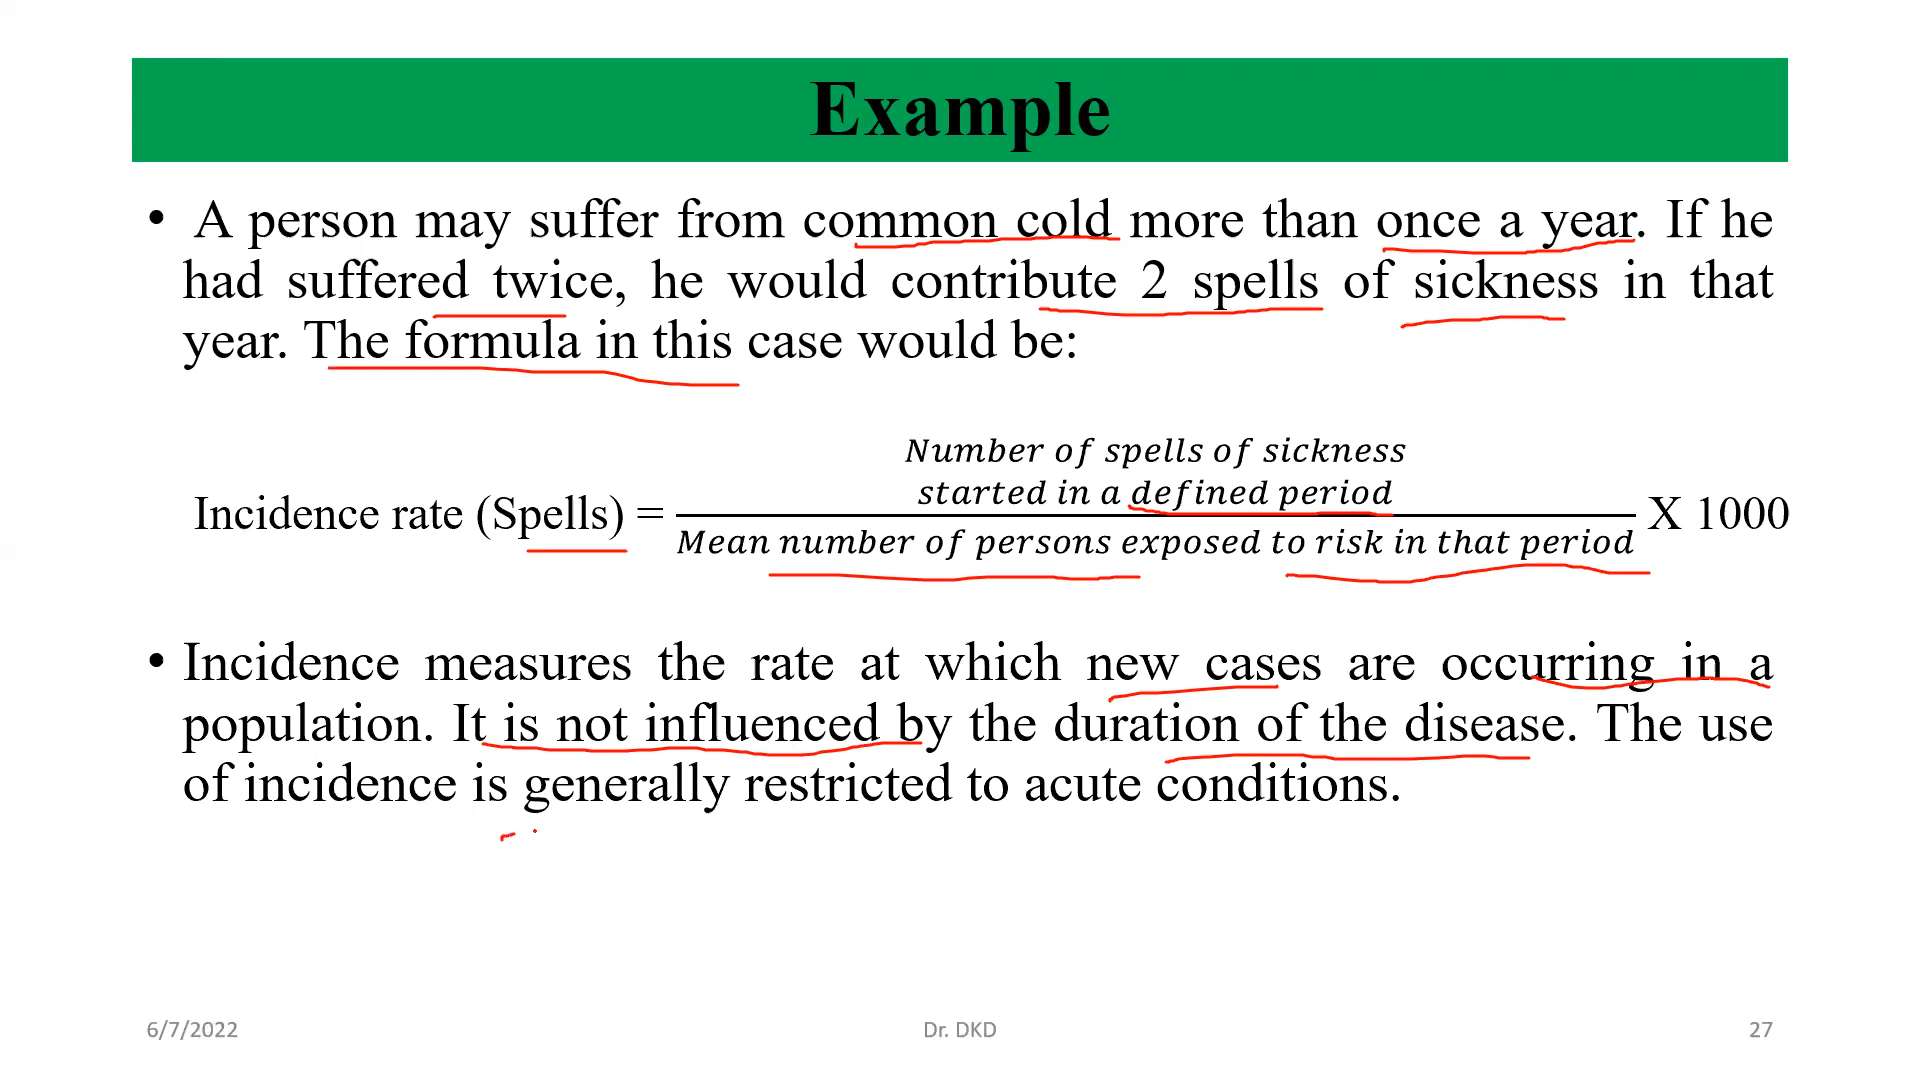 Example
• A person may suffer from common cold more than once a year. If he
had suffered twice, he would contribute 2 spells of sickness in that
year. The formula in this case would be:
Number of spells of sickness
started in a defined period
Incidence rate (Spells) = X 1000
Mean number of persons exposed to risk in that period
• Incidence measures the rate at which new cases are occurring in a
population. It is not influenced by the duration of the disease. The use
of incidence is generally restricted to acute conditions.
6/7/2022 Dr. DKD 27